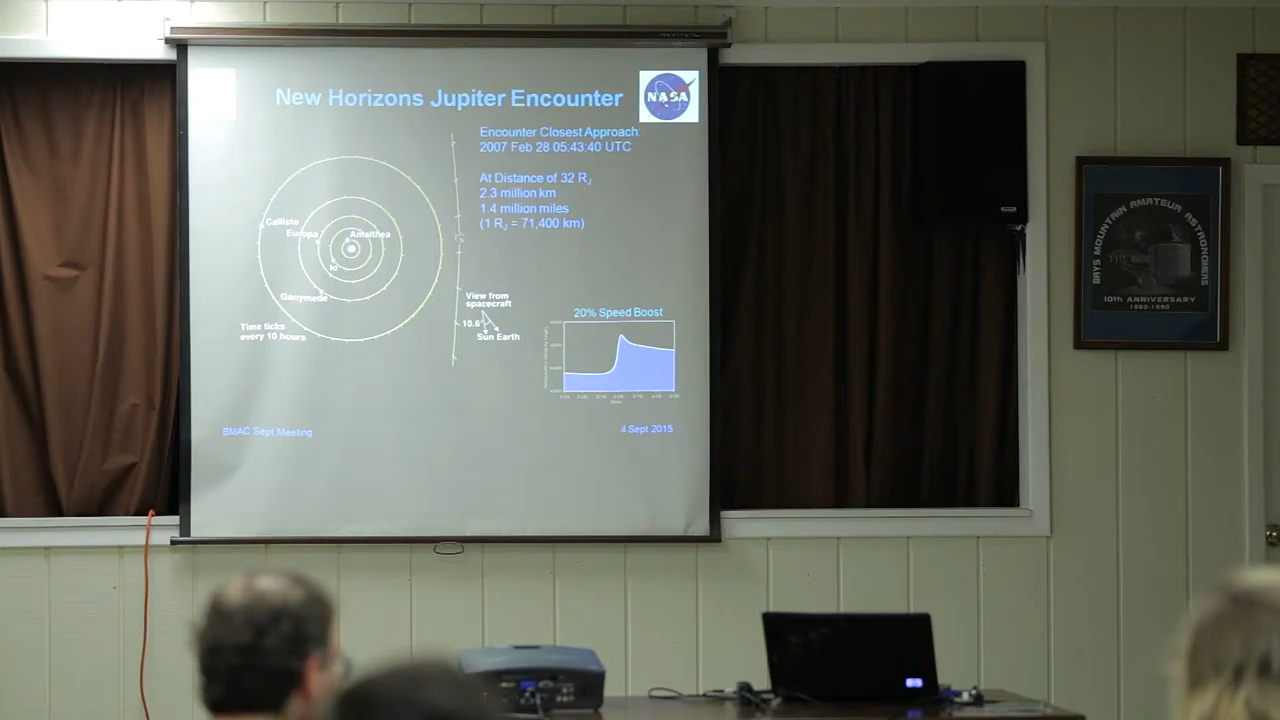 New Horizons Jupiter Encounter
NASA
Encounter Closest Approach:
2007 Feb 28 05:43:40 UTC
At Distance of 32 RJ
2.3 million km
1.4 million miles
(1 RJ = 71,400 km)
Callisto
Europa
Amalthea
Io
Ganymede
Time ticks
every 10 hours
View from
spacecraft
10.6°
Sun Earth
20% Speed Boost
Date
BMAC Sept Meeting
4 Sept 2015
BAYS MOUNTAIN AMATEUR ASTRONOMERS
10th ANNIVERSARY
1980-1990